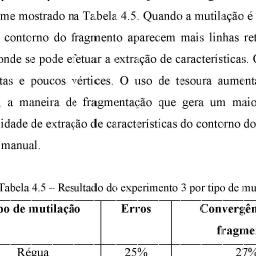 me mostrado na Tabela 4.5. Quando a mutilação é
contorno do fragmento aparecem mais linhas ret
onde se pode efetuar a extração de características.
tas e poucos vértices. O uso de tesoura aument
, a maneira de fragmentação que gera um maio
idade de extração de características do contorno do
manual.
Tabela 4.5 – Resultado do experimento 3 por tipo de mu
po de mutilação Erros Convergên
fragme
Régua 25% 27%